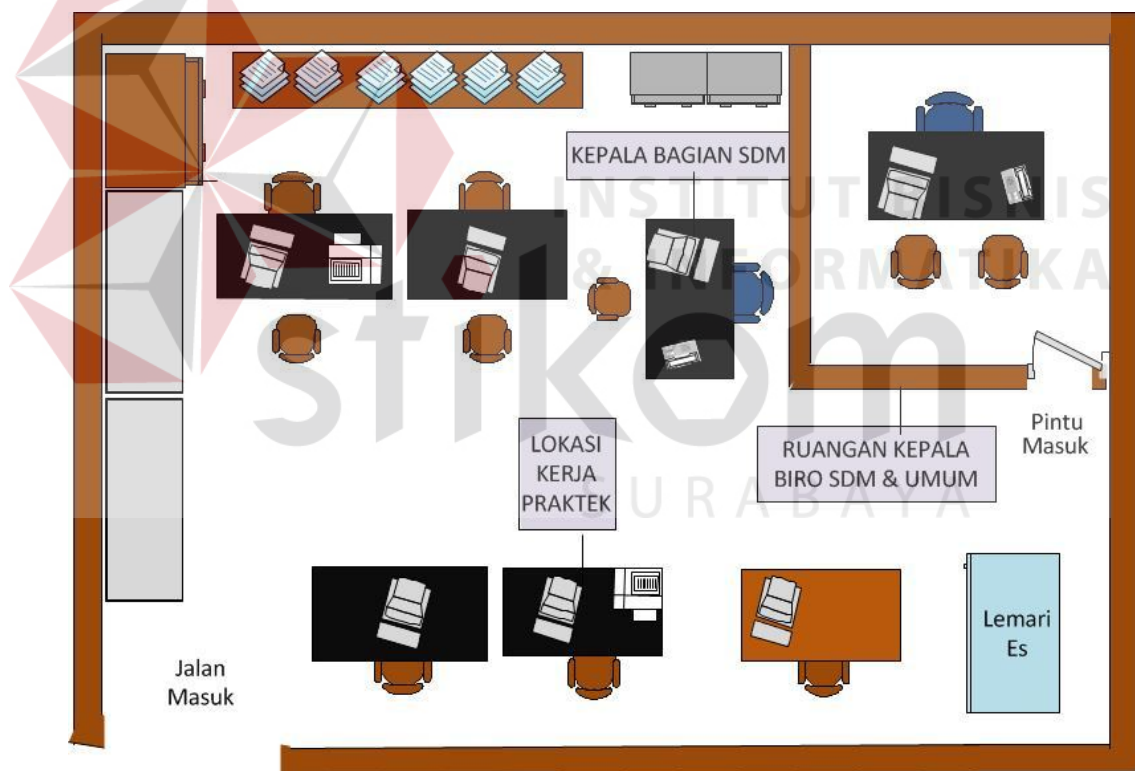 KEPALA BAGIAN SDM
INSTITUT BISNIS
& INFORMATIKA
stikom
SURABAYA
Pintu
Masuk
LOKASI
KERJA
PRAKTEK
RUANGAN KEPALA
BIRO SDM & UMUM
Lemari
Es
Jalan
Masuk